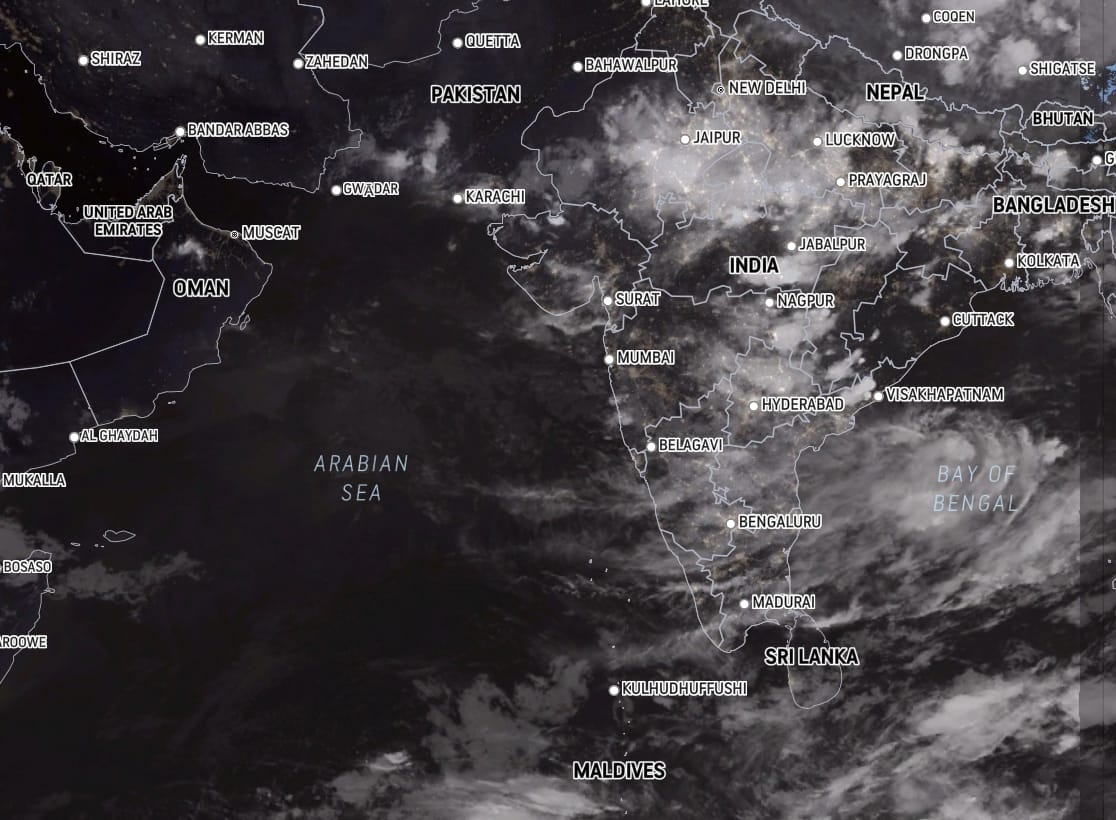 LAHORE
COQEN
KERMAN
QUETTA
SHIRAZ
ZAHEDAN
BAHAWALPUR
DRONGPA
SHIGATSE
PAKISTAN
NEW DELHI
NEPAL
BHUTAN
BANDAR ABBAS
JAIPUR
LUCKNOW
QATAR
GWADAR
KARACHI
PRAYAGRAJ
BANGLADESH
UNITED ARAB
EMIRATES
MUSCAT
JABALPUR
INDIA
KOLKATA
OMAN
SURAT
NAGPUR
CUTTACK
MUMBAI
HYDERABAD
VISAKHAPATNAM
AL GHAYDAH
BELAGAVI
ARABIAN
SEA
MUKALLA
BAY OF
BENGAL
BENGALURU
BOSASO
MADURAI
AROOWE
SRI LANKA
KULHUDHUFFUSHI
MALDIVES